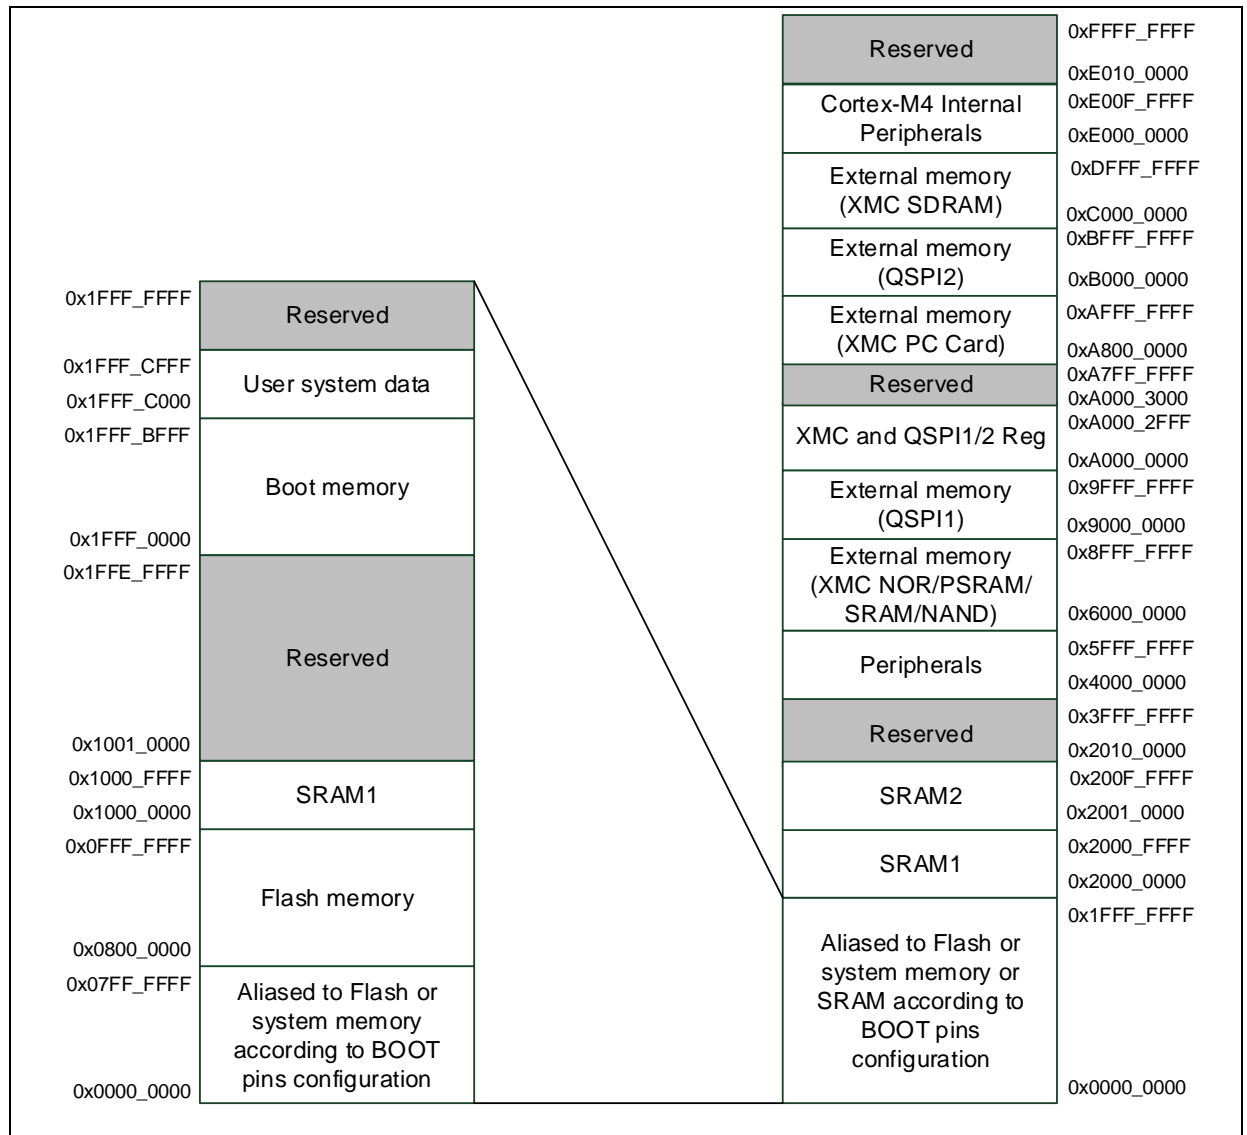 0x1FFF_FFFF
Reserved
0x1FFF_CFFF
User system data
0x1FFF_C000
0x1FFF_BFFF
Boot memory
0x1FFF_0000
0x1FFE_FFFF
Reserved
0x1001_0000
0x1000_FFFF
SRAM1
0x1000_0000
0x0FFF_FFFF
Flash memory
0x0800_0000
0x07FF_FFFF
Aliased to Flash or
system memory
according to BOOT
pins configuration
0x0000_0000
0xFFFF_FFFF
Reserved
0xE010_0000
Cortex-M4 Internal
Peripherals
0xE00F_FFFF
0xE000_0000
0xDFFF_FFFF
External memory
(XMC SDRAM)
0xC000_0000
0xBFFF_FFFF
External memory
(QSPI2)
0xB000_0000
0xAFFF_FFFF
External memory
(XMC PC Card)
0xA800_0000
0xA7FF_FFFF
Reserved
0xA000_3000
0xA000_2FFF
XMC and QSPI1/2 Reg
0xA000_0000
0x9FFF_FFFF
External memory
(QSPI1)
0x9000_0000
0x8FFF_FFFF
External memory
(XMC NOR/PSRAM/
SRAM/NAND)
0x6000_0000
0x5FFF_FFFF
Peripherals
0x4000_0000
0x3FFF_FFFF
Reserved
0x2010_0000
0x200F_FFFF
SRAM2
0x2001_0000
0x2000_FFFF
SRAM1
0x2000_0000
0x1FFF_FFFF
Aliased to Flash or
system memory or
SRAM according to
BOOT pins
configuration
0x0000_0000